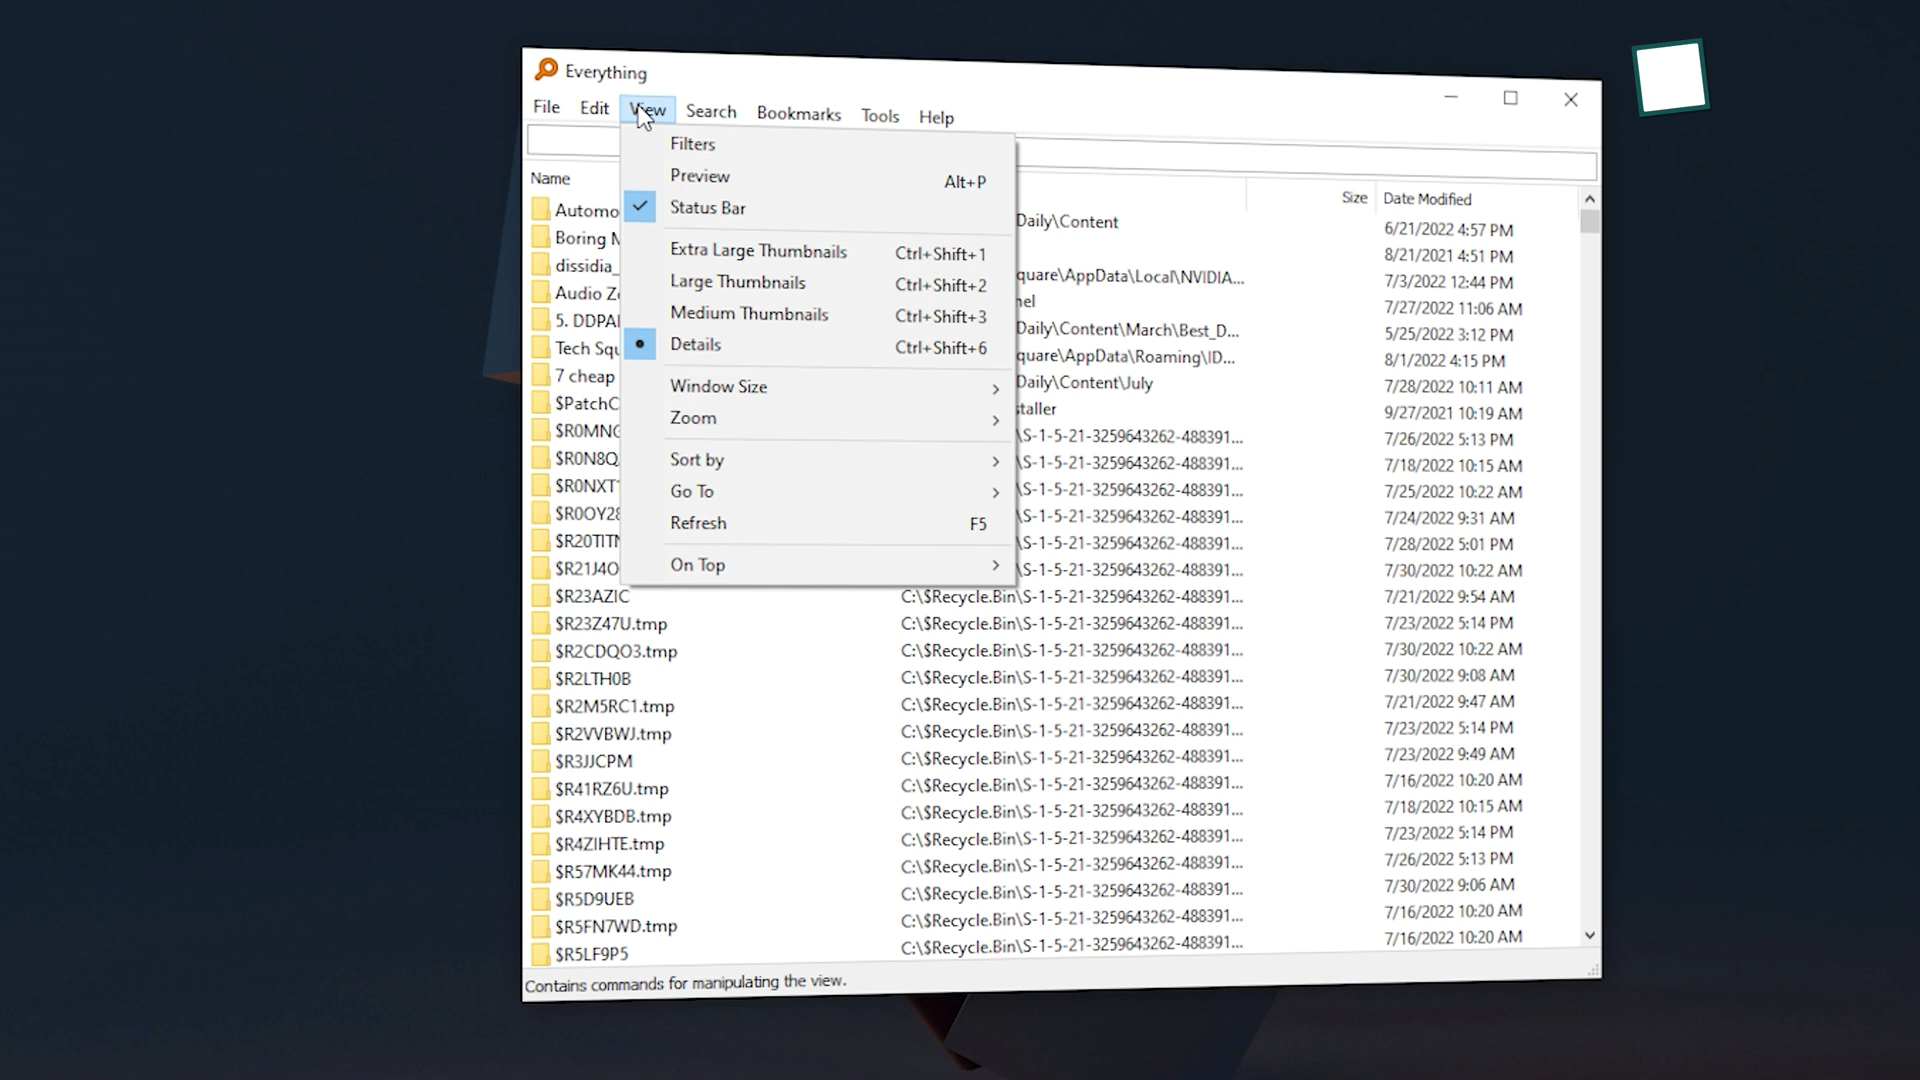 Everything
File Edit View Search Bookmarks Tools Help
Filters
Preview Alt+P
Status Bar
Extra Large Thumbnails Ctrl+Shift+1
Large Thumbnails Ctrl+Shift+2
Medium Thumbnails Ctrl+Shift+3
Details Ctrl+Shift+6
Window Size
Zoom
Sort by
Go To
Refresh F5
On Top
Name Size Date Modified
Automo Daily\Content 6/21/2022 4:57 PM
Boring 8/21/2021 4:51 PM
dissidia_ quare\AppData\Local\NVIDIA... 7/3/2022 12:44 PM
Audio nel 7/27/2022 11:06 AM
5. DDPAI Daily\Content\March\Best_D... 5/25/2022 3:12 PM
Tech Squ quare\AppData\Roaming\ID... 8/1/2022 4:15 PM
7 cheap Daily\Content\July 7/28/2022 10:11 AM
$PatchC staller 9/27/2021 10:19 AM
$R0MNG \S-1-5-21-3259643262-488391... 7/26/2022 5:13 PM
$R0N8Q \S-1-5-21-3259643262-488391... 7/18/2022 10:15 AM
$R0NXT \S-1-5-21-3259643262-488391... 7/25/2022 10:22 AM
$R0OY28 \S-1-5-21-3259643262-488391... 7/24/2022 9:31 AM
$R20TITN \S-1-5-21-3259643262-488391... 7/28/2022 5:01 PM
$R21J4O \S-1-5-21-3259643262-488391... 7/30/2022 10:22 AM
$R23AZIC C:\$Recycle.Bin\S-1-5-21-3259643262-488391... 7/21/2022 9:54 AM
$R23Z47U.tmp C:\$Recycle.Bin\S-1-5-21-3259643262-488391... 7/23/2022 5:14 PM
$R2CDQO3.tmp C:\$Recycle.Bin\S-1-5-21-3259643262-488391... 7/30/2022 10:22 AM
$R2LTH0B C:\$Recycle.Bin\S-1-5-21-3259643262-488391... 7/30/2022 9:08 AM
$R2M5RC1.tmp C:\$Recycle.Bin\S-1-5-21-3259643262-488391... 7/21/2022 9:47 AM
$R2VVBWJ.tmp C:\$Recycle.Bin\S-1-5-21-3259643262-488391... 7/23/2022 5:14 PM
$R3JJCPM C:\$Recycle.Bin\S-1-5-21-3259643262-488391... 7/23/2022 9:49 AM
$R41RZ6U.tmp C:\$Recycle.Bin\S-1-5-21-3259643262-488391... 7/16/2022 10:20 AM
$R4XYBDB.tmp C:\$Recycle.Bin\S-1-5-21-3259643262-488391... 7/18/2022 10:15 AM
$R4ZIHTE.tmp C:\$Recycle.Bin\S-1-5-21-3259643262-488391... 7/23/2022 5:14 PM
$R57MK44.tmp C:\$Recycle.Bin\S-1-5-21-3259643262-488391... 7/26/2022 5:13 PM
$R5D9UEB C:\$Recycle.Bin\S-1-5-21-3259643262-488391... 7/30/2022 9:06 AM
$R5FN7WD.tmp C:\$Recycle.Bin\S-1-5-21-3259643262-488391... 7/16/2022 10:20 AM
$R5LF9P5 C:\$Recycle.Bin\S-1-5-21-3259643262-488391... 7/16/2022 10:20 AM
Contains commands for manipulating the view.